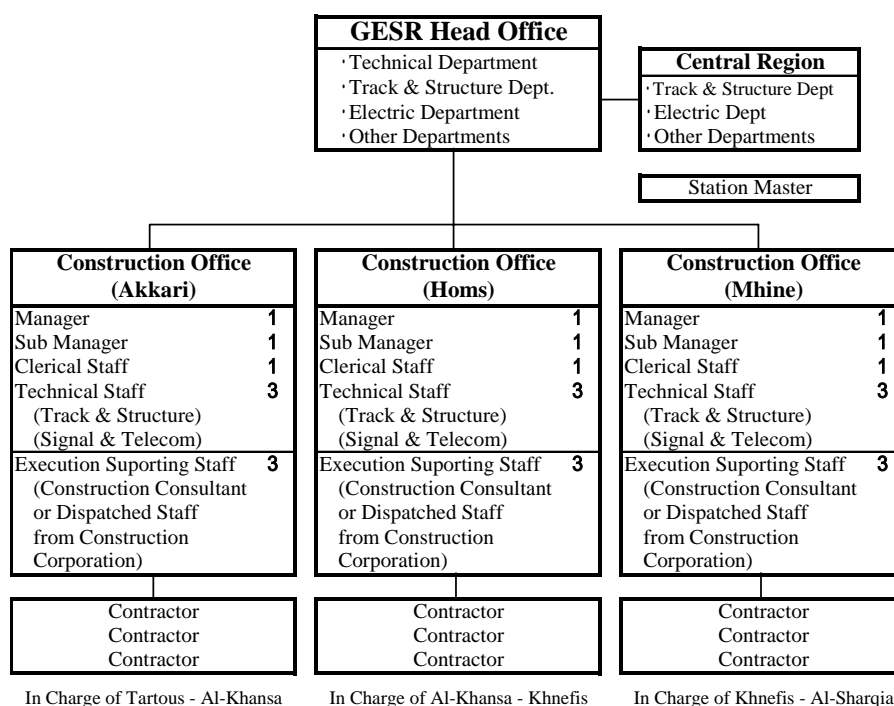 GESR Head Office
・Technical Department
・Track & Structure Dept.
・Electric Department
・Other Departments
Central Region
・Track & Structure Dept
・Electric Dept
・Other Departments
Station Master
Construction Office
(Akkari)
Manager 1
Sub Manager 1
Clerical Staff 1
Technical Staff 3
(Track & Structure)
(Signal & Telecom)
Execution Suporting Staff 3
(Construction Consultant
or Dispatched Staff
from Construction
Corporation)
Contractor
Contractor
Contractor
In Charge of Tartous - Al-Khansa
Construction Office
(Homs)
Manager 1
Sub Manager 1
Clerical Staff 1
Technical Staff 3
(Track & Structure)
(Signal & Telecom)
Execution Suporting Staff 3
(Construction Consultant
or Dispatched Staff
from Construction
Corporation)
Contractor
Contractor
Contractor
In Charge of Al-Khansa - Khnefis
Construction Office
(Mhine)
Manager 1
Sub Manager 1
Clerical Staff 1
Technical Staff 3
(Track & Structure)
(Signal & Telecom)
Execution Suporting Staff 3
(Construction Consultant
or Dispatched Staff
from Construction
Corporation)
Contractor
Contractor
Contractor
In Charge of Khnefis - Al-Sharqia